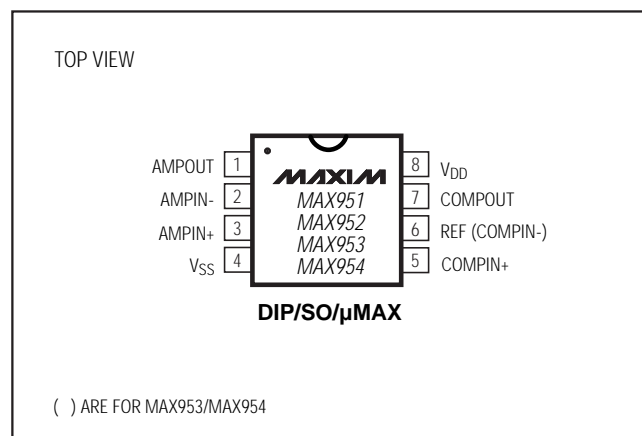 TOP VIEW
AMPOUT 1
AMPIN- 2
AMPIN+ 3
VSS 4
MAXIM
MAX951
MAX952
MAX953
MAX954
8 VDD
7 COMPOUT
6 REF (COMPIN-)
5 COMPIN+
DIP/SO/µMAX
( ) ARE FOR MAX953/MAX954